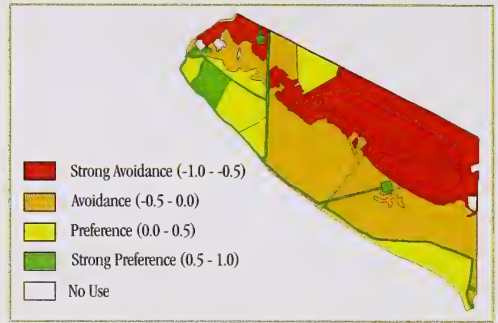 Strong Avoidance (-1.0 - -0.5)
Avoidance (-0.5 - 0.0)
Preference (0.0 - 0.5)
Strong Preference (0.5 - 1.0)
No Use